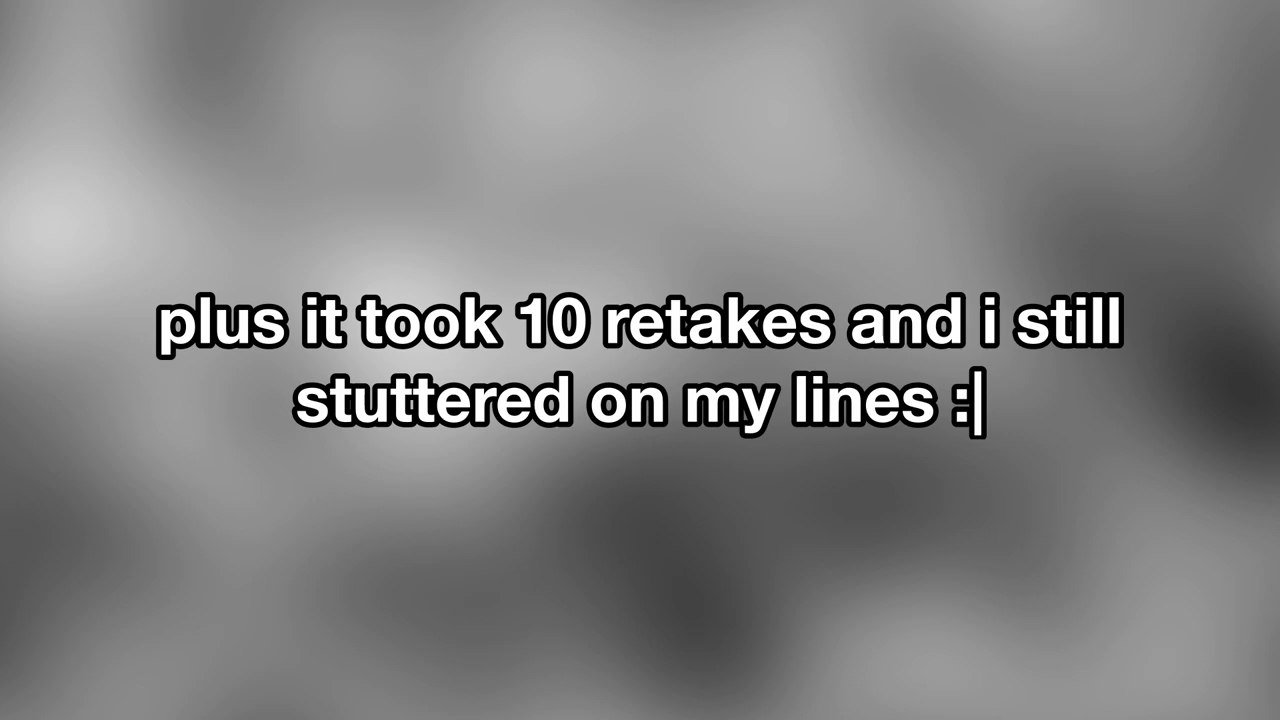 plus it took 10 retakes and i still
stuttered on my lines :|